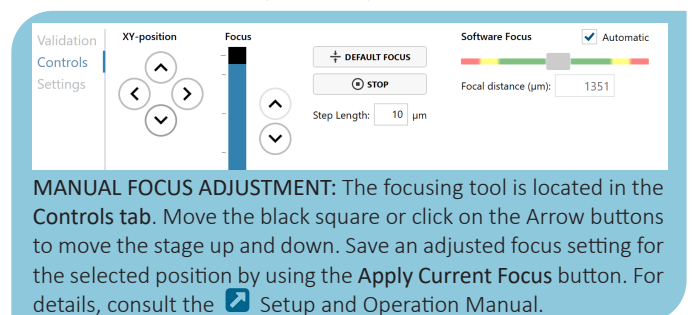 Validation
Controls
Settings
XY-position
Focus
DEFAULT FOCUS
STOP
Step Length: 10 μm
Software Focus
Automatic
Focal distance (μm): 1351
MANUAL FOCUS ADJUSTMENT: The focusing tool is located in the
Controls tab. Move the black square or click on the Arrow buttons
to move the stage up and down. Save an adjusted focus setting for
the selected position by using the Apply Current Focus button. For
details, consult the Setup and Operation Manual.